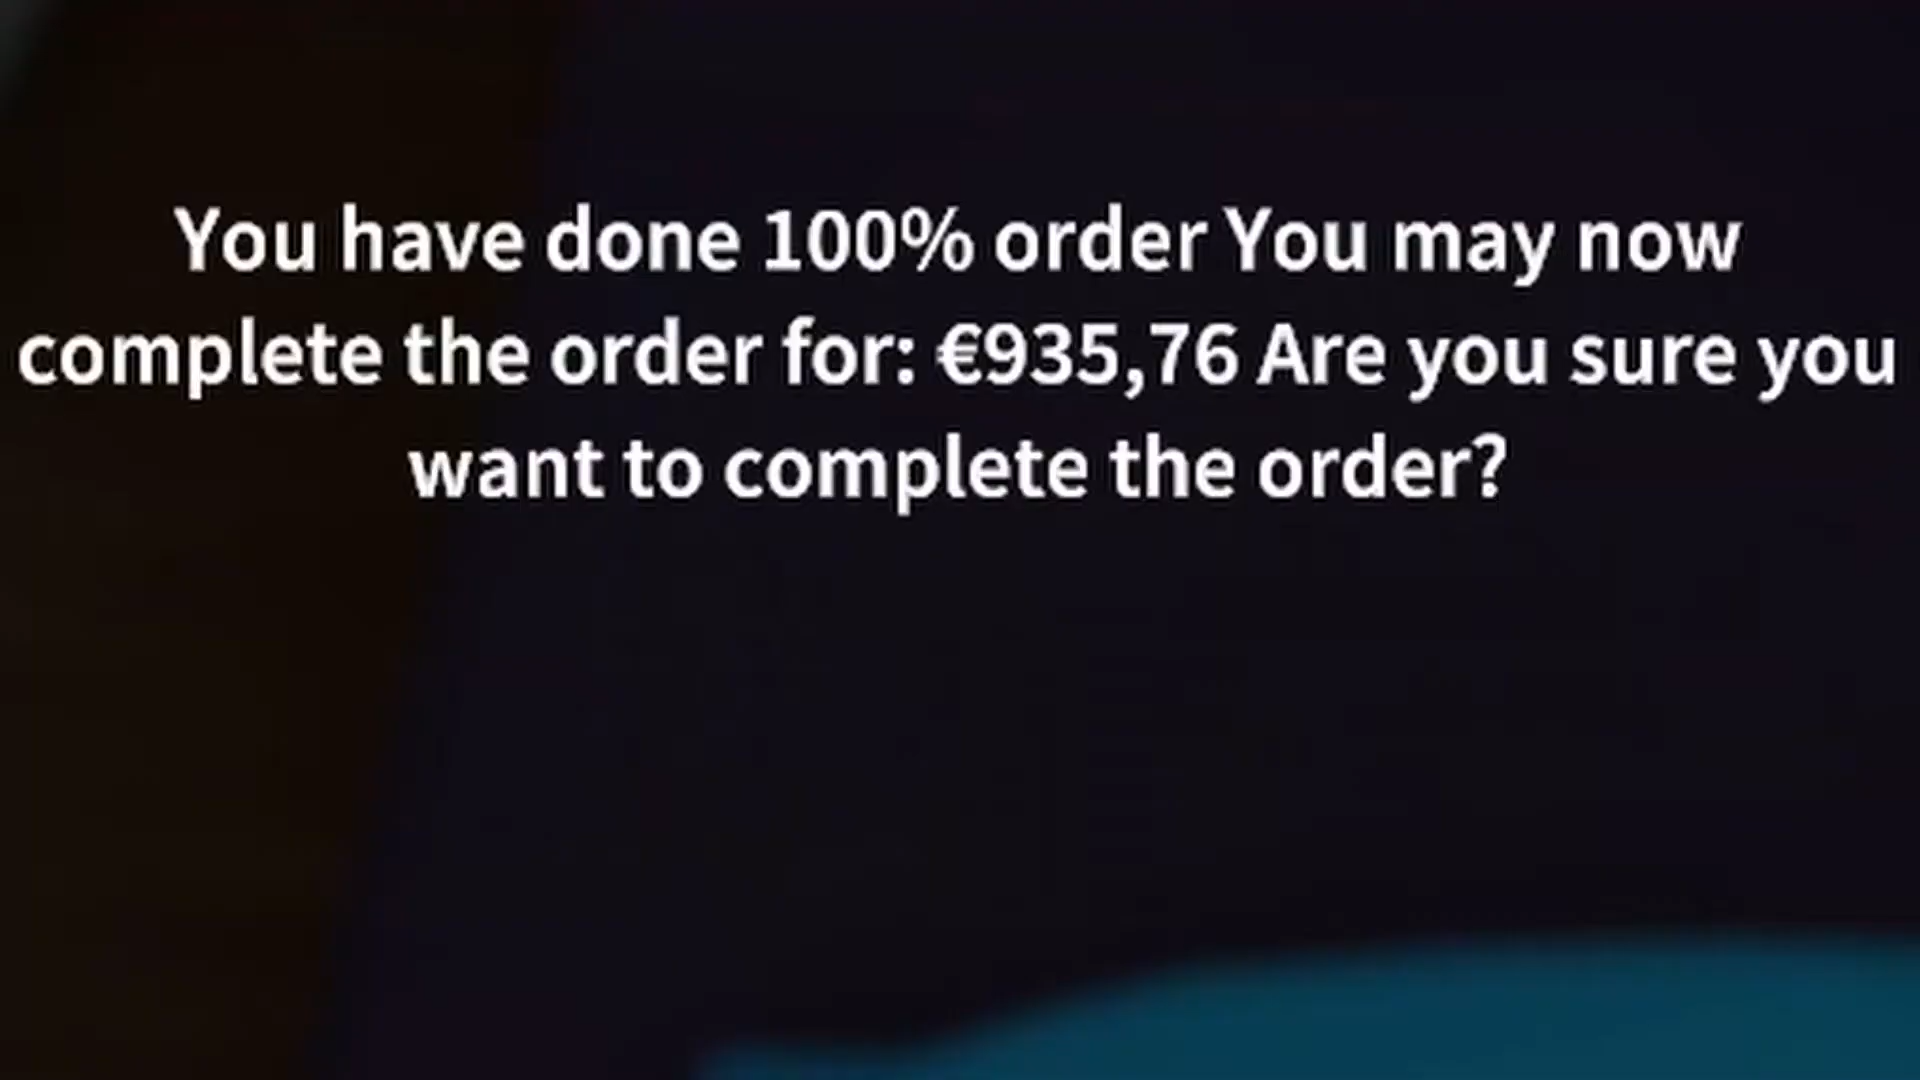 You have done 100% order You may now
complete the order for: €935,76 Are you sure you
want to complete the order?